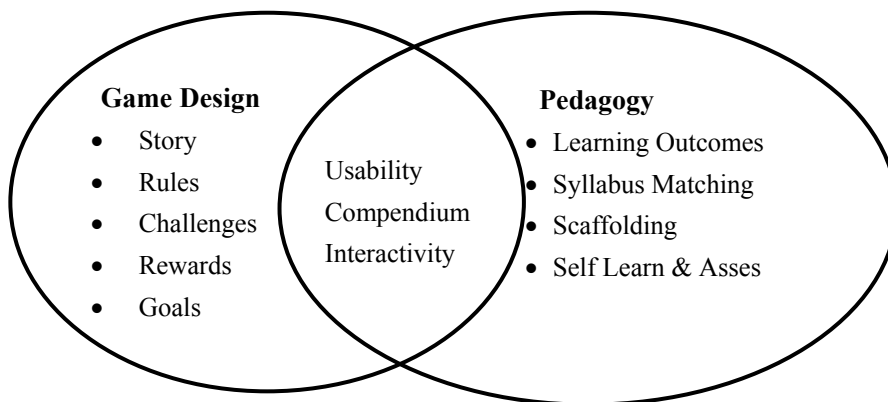 Game Design
• Story
• Rules
• Challenges
• Rewards
• Goals
Usability
Compendium
Interactivity
Pedagogy
• Learning Outcomes
• Syllabus Matching
• Scaffolding
• Self Learn & Asses